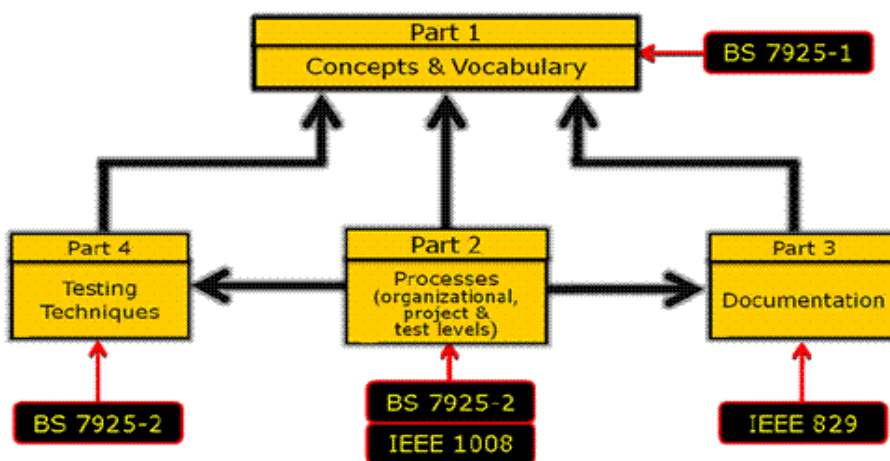 Part 1
Concepts & Vocabulary
BS 7925-1
Part 4
Testing
Techniques
Part 2
Processes
(organizational,
project &
test levels)
Part 3
Documentation
BS 7925-2
BS 7925-2
IEEE 1008
IEEE 829